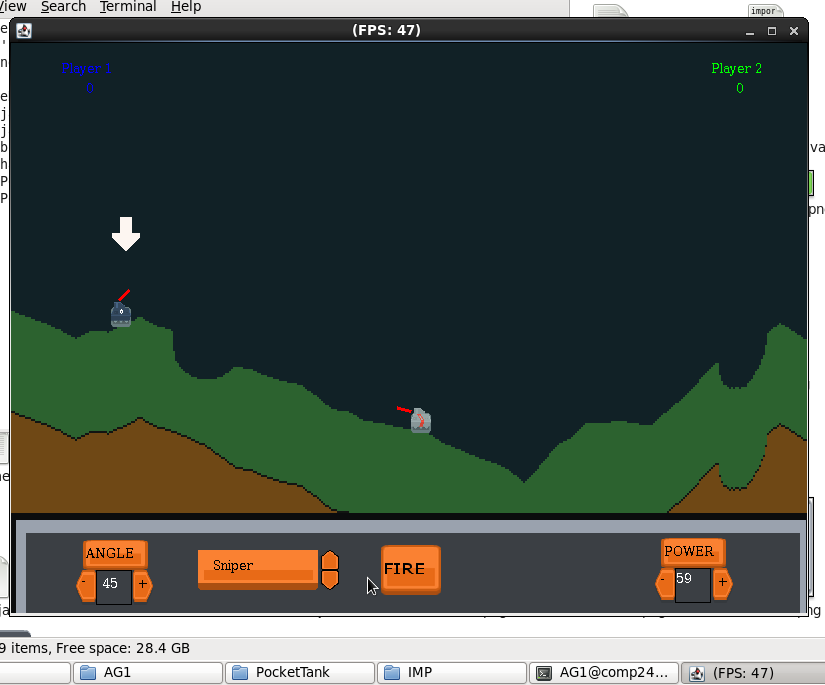 View Search Terminal Help
impor
(FPS: 47)
Player 1
0
Player 2
0
ANGLE
- 45 +
Sniper
FIRE
POWER
- 59 +
9 items, Free space: 28.4 GB
AG1
PocketTank
IMP
AG1@comp24...
(FPS: 47)